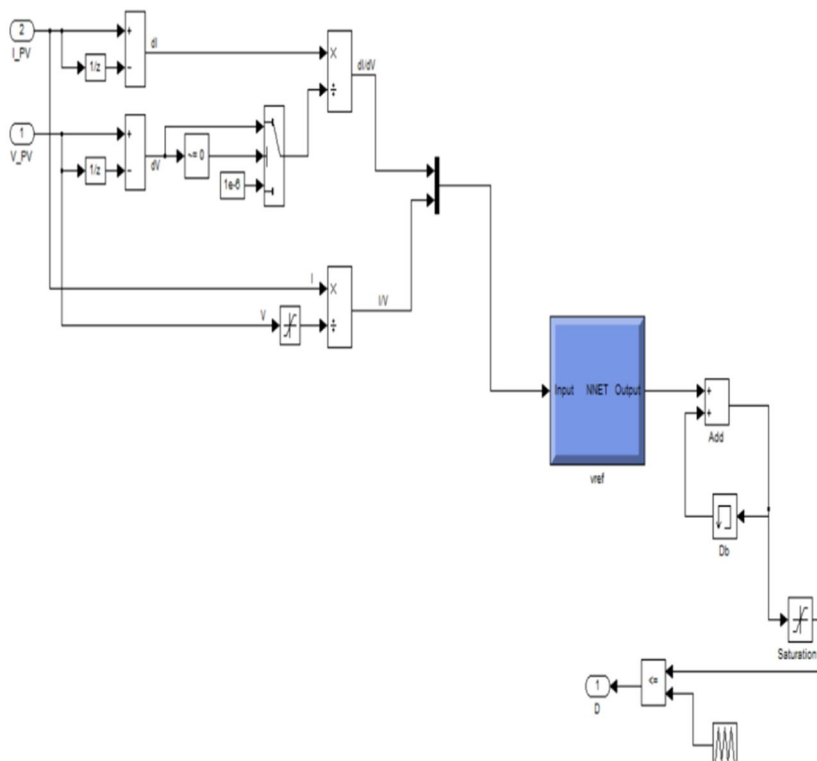 2
I_PV
+
−
dI
1/z
×
÷
dI/dV
1
V_PV
+
−
dV
1/z
~= 0
1e-6
I
×
÷
I/V
V
Input NNET Output
vref
+
+
Add
Db
Saturation
<=
1
D